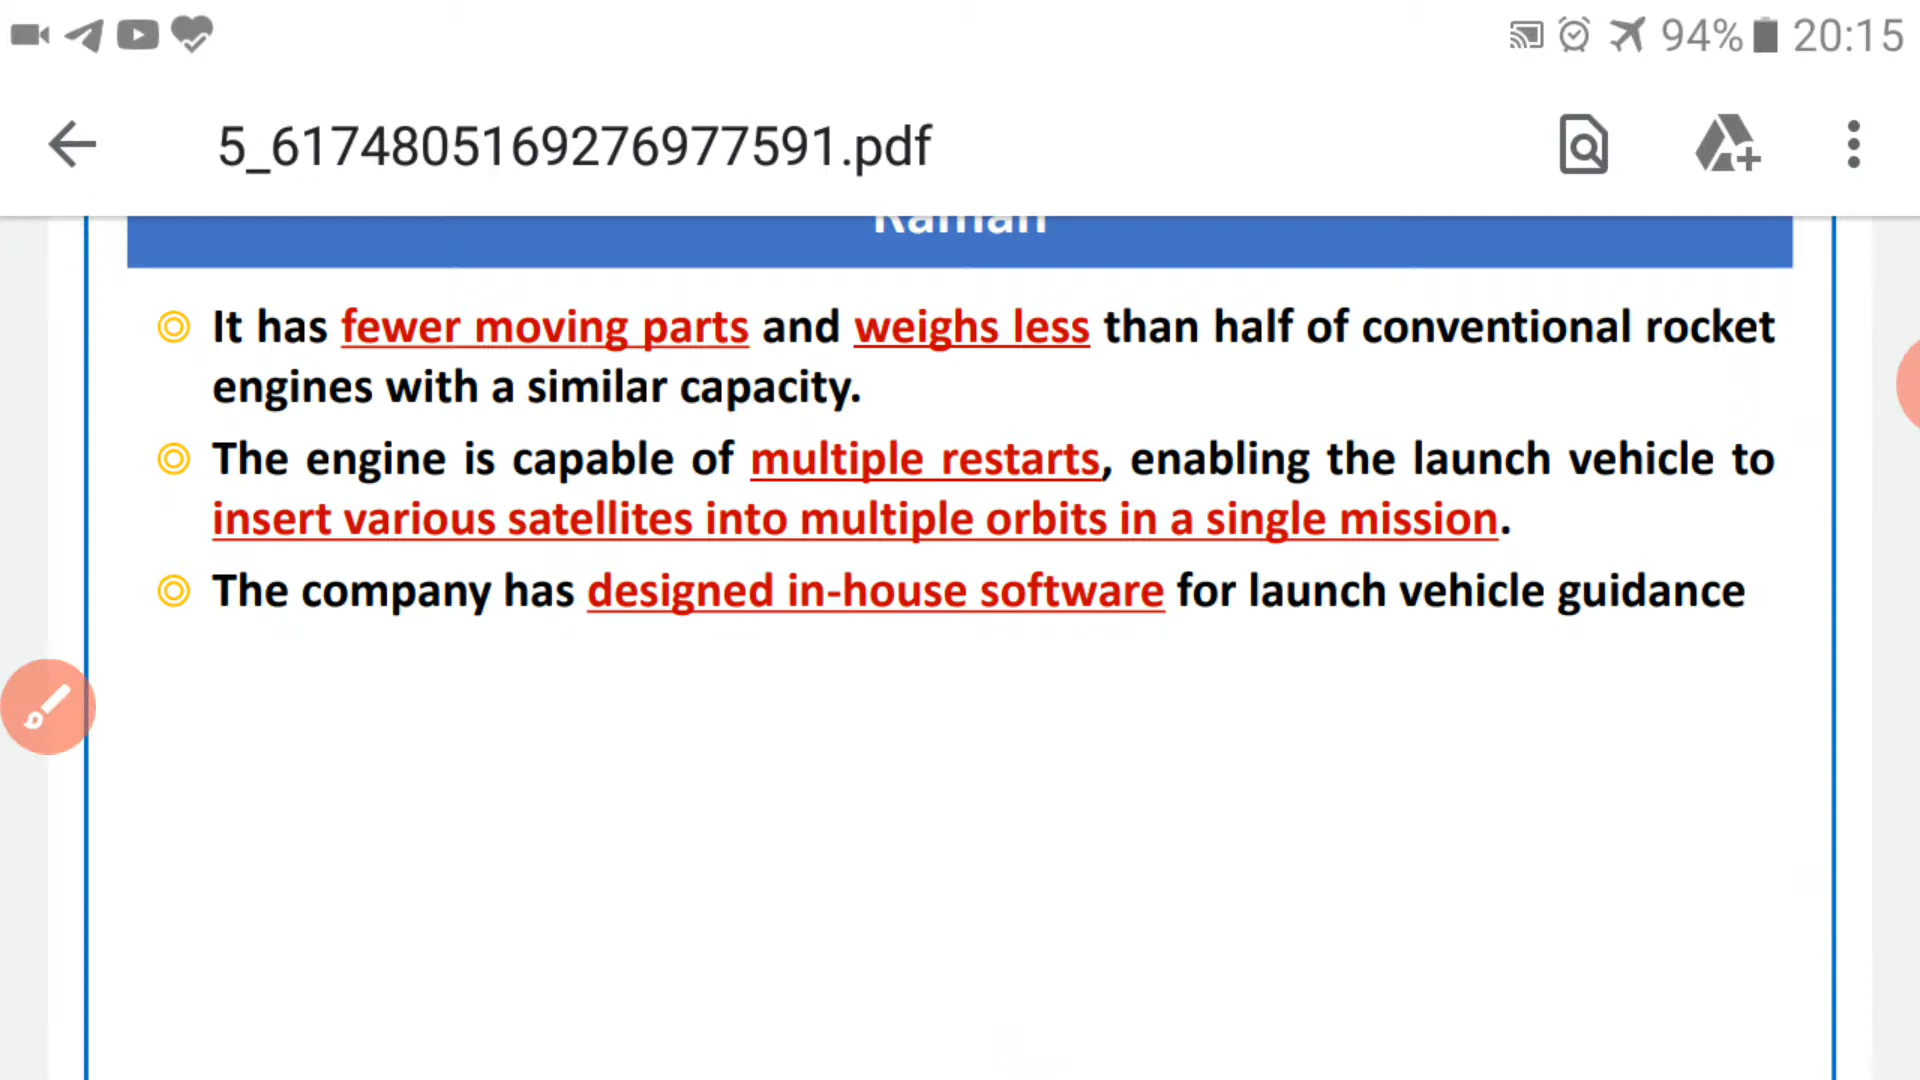 94% 20:15
5_6174805169276977591.pdf
Raman
It has fewer moving parts and weighs less than half of conventional rocket
engines with a similar capacity.
The engine is capable of multiple restarts, enabling the launch vehicle to
insert various satellites into multiple orbits in a single mission.
The company has designed in-house software for launch vehicle guidance